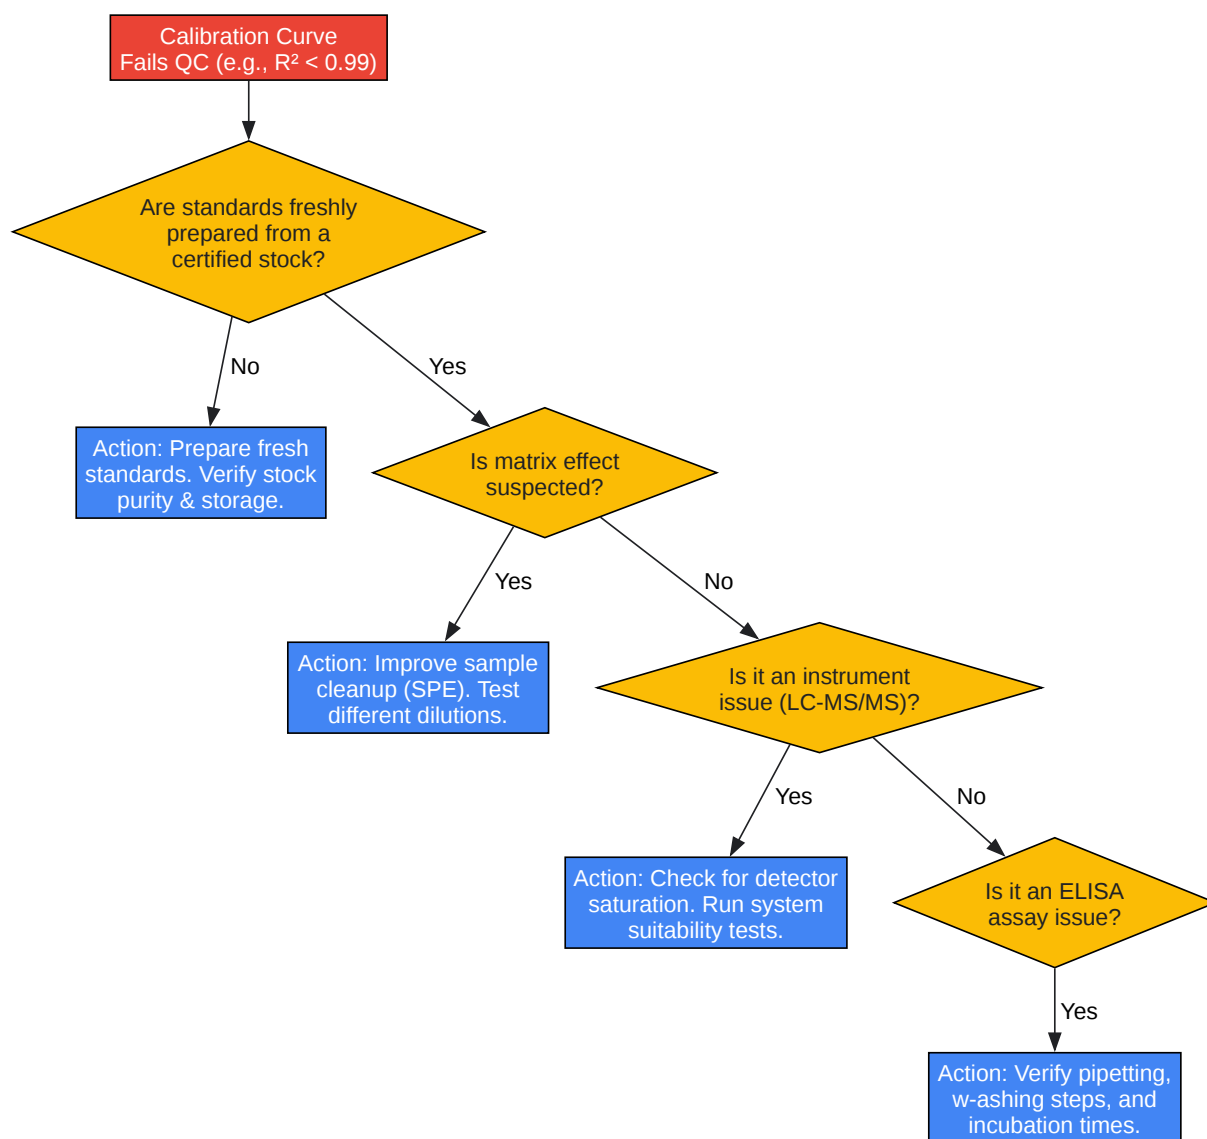 Calibration Curve
Fails QC (e.g., R² < 0.99)
Are standards freshly
prepared from a
certified stock?
No
Yes
Action: Prepare fresh
standards. Verify stock
purity & storage.
Is matrix effect
suspected?
Yes
No
Action: Improve sample
cleanup (SPE). Test
different dilutions.
Is it an instrument
issue (LC-MS/MS)?
Yes
No
Action: Check for detector
saturation. Run system
suitability tests.
Is it an ELISA
assay issue?
Yes
Action: Verify pipetting,
w-ashing steps, and
incubation times.